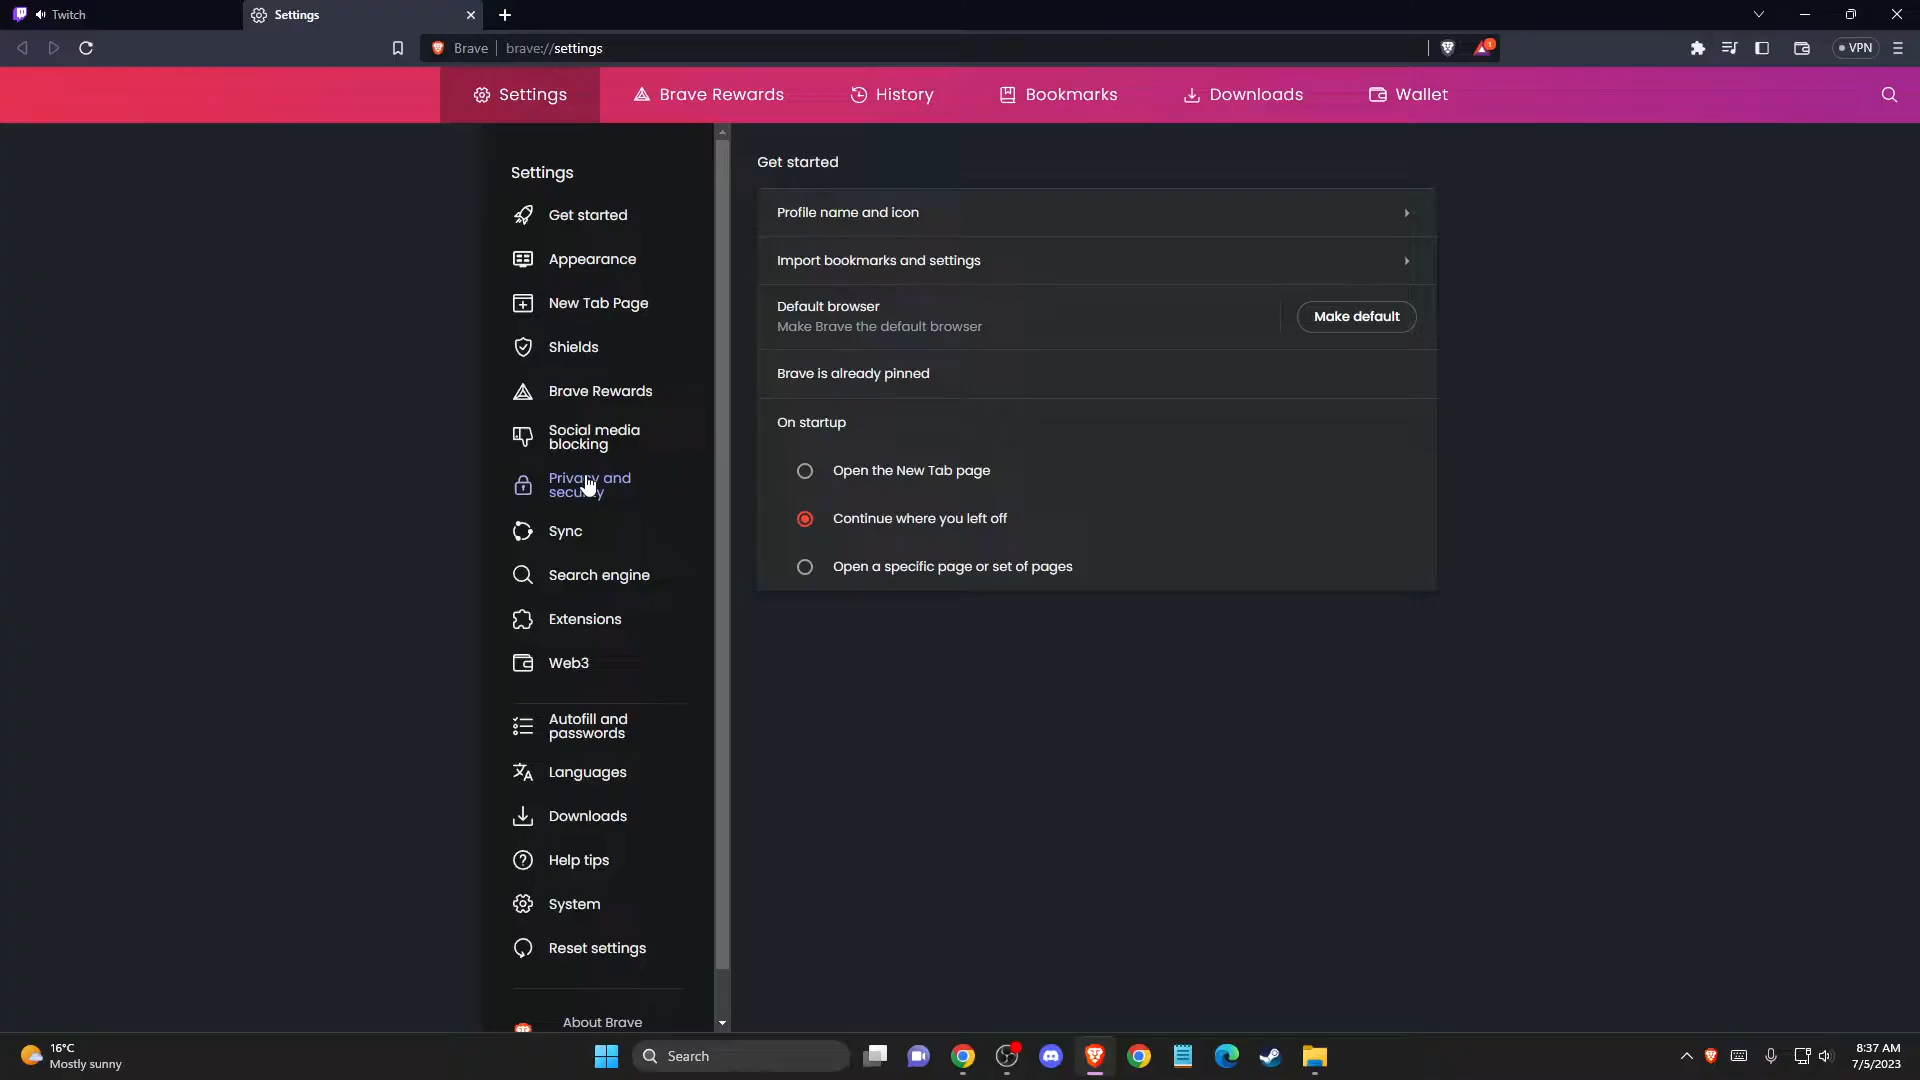 Twitch
Settings
Brave
brave://settings
1
VPN
Settings
Brave Rewards
History
Bookmarks
Downloads
Wallet
Settings
Get started
Appearance
New Tab Page
Shields
Brave Rewards
Social media
blocking
Privacy and
security
Sync
Search engine
Extensions
Web3
Autofill and
passwords
Languages
Downloads
Help tips
System
Reset settings
About Brave
Get started
Profile name and icon
Import bookmarks and settings
Default browser
Make Brave the default browser
Make default
Brave is already pinned
On startup
Open the New Tab page
Continue where you left off
Open a specific page or set of pages
16°C
Mostly sunny
Search
8:37 AM
7/5/2023